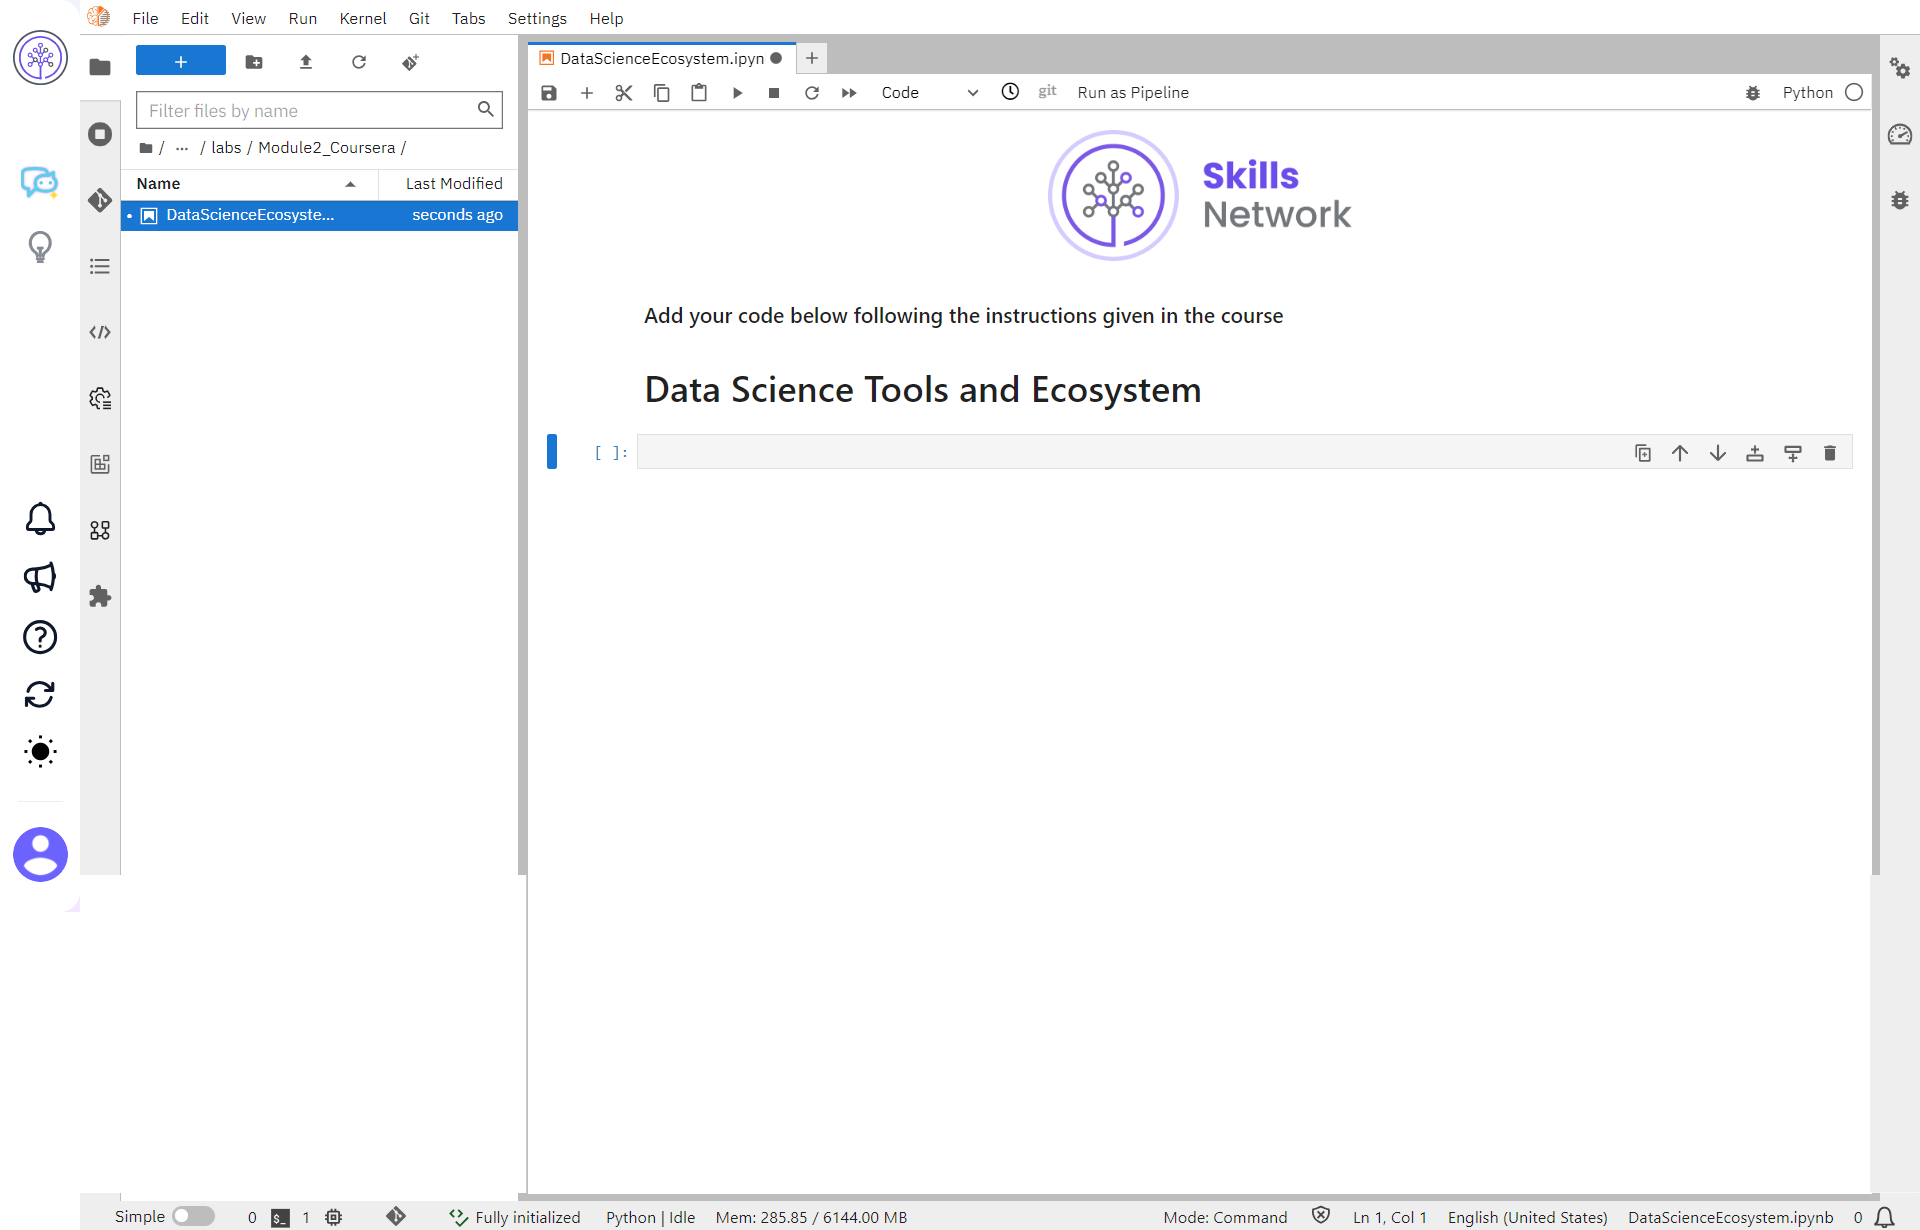 File Edit View Run Kernel Git Tabs Settings Help
DataScienceEcosystem.ipyn
Code git Run as Pipeline Python
Filter files by name
/ ... / labs / Module2_Coursera /
Name Last Modified
DataScienceEcosyste... seconds ago
Skills
Network
Add your code below following the instructions given in the course
Data Science Tools and Ecosystem
[ ]:
Simple 0 $_ 1 Fully initialized Python | Idle Mem: 285.85 / 6144.00 MB Mode: Command Ln 1, Col 1 English (United States) DataScienceEcosystem.ipynb 0